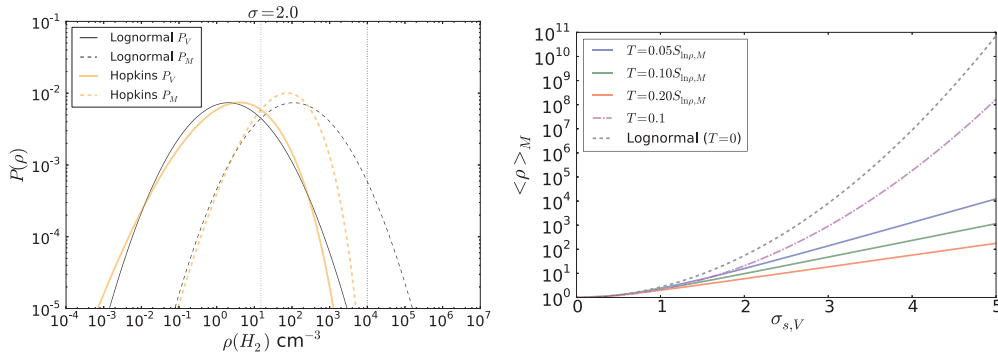 σ=2.0
10^-1
10^-2
10^-3
10^-4
10^-5
P(ρ)
Lognormal P_V
Lognormal P_M
Hopkins P_V
Hopkins P_M
10^-4 10^-3 10^-2 10^-1 10^0 10^1 10^2 10^3 10^4 10^5 10^6 10^7
ρ(H_2) cm^-3
10^11
10^10
10^9
10^8
10^7
10^6
10^5
10^4
10^3
10^2
10^1
10^0
<ρ>_M
T=0.05S_lnρ,M
T=0.10S_lnρ,M
T=0.20S_lnρ,M
T=0.1
Lognormal (T=0)
0 1 2 3 4 5
σ_s,V